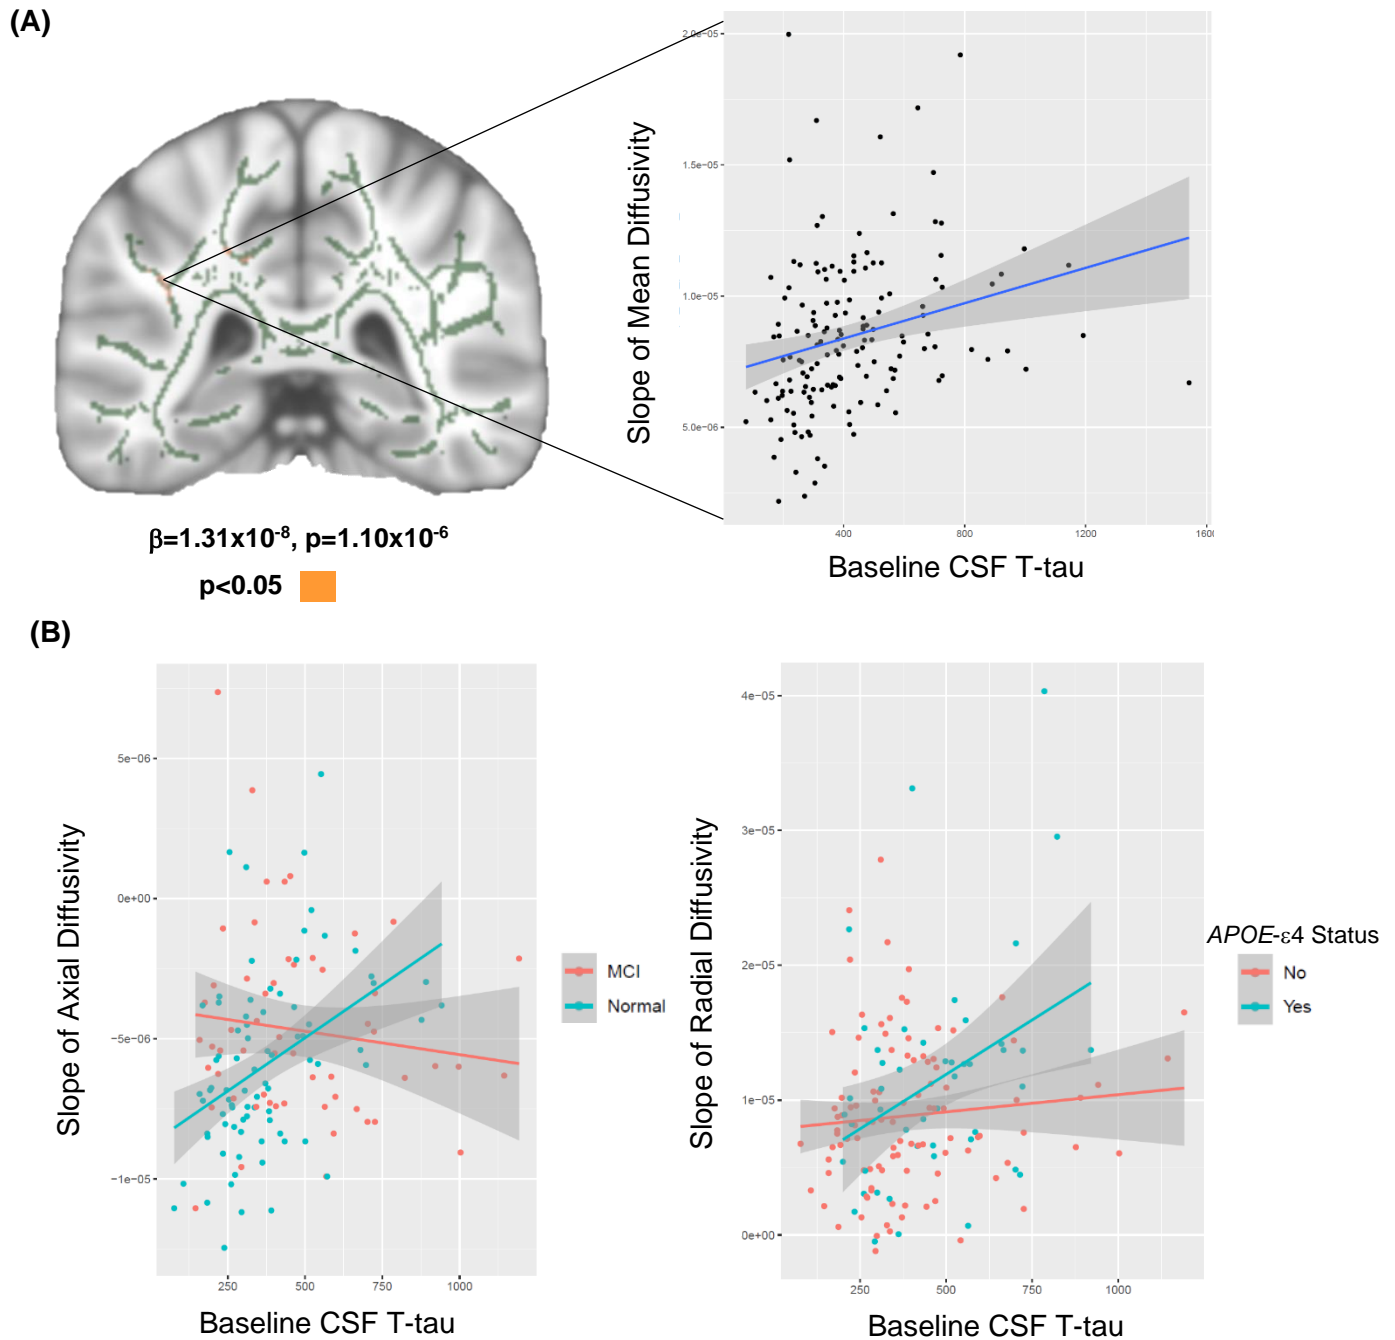 (A)
2.0e-05
1.5e-05
1.0e-05
5.0e-06
Slope of Mean Diffusivity
400 800 1200 1600
Baseline CSF T-tau
β=1.31x10-8, p=1.10x10-6
p<0.05
(B)
5e-06
0e+00
-5e-06
-1e-05
Slope of Axial Diffusivity
250 500 750 1000
Baseline CSF T-tau
MCI
Normal
4e-05
3e-05
2e-05
1e-05
0e+00
Slope of Radial Diffusivity
250 500 750 1000
Baseline CSF T-tau
APOE-ε4 Status
No
Yes